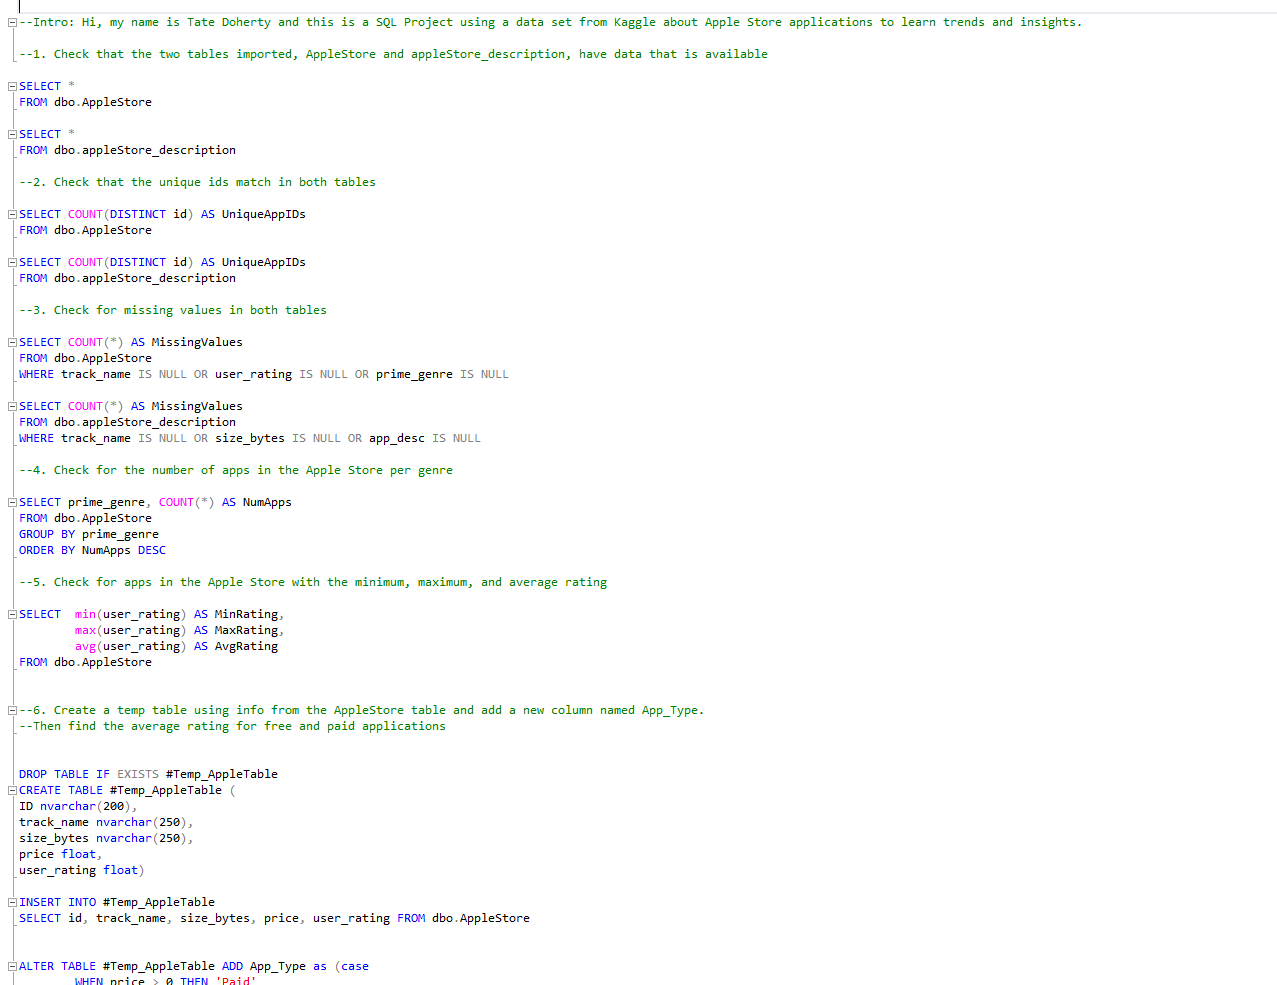 --Intro: Hi, my name is Tate Doherty and this is a SQL Project using a data set from Kaggle about Apple Store applications to learn trends and insights.
--1. Check that the two tables imported, AppleStore and appleStore_description, have data that is available
SELECT *
FROM dbo.AppleStore
SELECT *
FROM dbo.appleStore_description
--2. Check that the unique ids match in both tables
SELECT COUNT(DISTINCT id) AS UniqueAppIDs
FROM dbo.AppleStore
SELECT COUNT(DISTINCT id) AS UniqueAppIDs
FROM dbo.appleStore_description
--3. Check for missing values in both tables
SELECT COUNT(*) AS MissingValues
FROM dbo.AppleStore
WHERE track_name IS NULL OR user_rating IS NULL OR prime_genre IS NULL
SELECT COUNT(*) AS MissingValues
FROM dbo.appleStore_description
WHERE track_name IS NULL OR size_bytes IS NULL OR app_desc IS NULL
--4. Check for the number of apps in the Apple Store per genre
SELECT prime_genre, COUNT(*) AS NumApps
FROM dbo.AppleStore
GROUP BY prime_genre
ORDER BY NumApps DESC
--5. Check for apps in the Apple Store with the minimum, maximum, and average rating
SELECT  min(user_rating) AS MinRating,
max(user_rating) AS MaxRating,
avg(user_rating) AS AvgRating
FROM dbo.AppleStore
--6. Create a temp table using info from the AppleStore table and add a new column named App_Type.
--Then find the average rating for free and paid applications
DROP TABLE IF EXISTS #Temp_AppleTable
CREATE TABLE #Temp_AppleTable (
ID nvarchar(200),
track_name nvarchar(250),
size_bytes nvarchar(250),
price float,
user_rating float)
INSERT INTO #Temp_AppleTable
SELECT id, track_name, size_bytes, price, user_rating FROM dbo.AppleStore
ALTER TABLE #Temp_AppleTable ADD App_Type as (case
WHEN price > 0 THEN 'Paid'